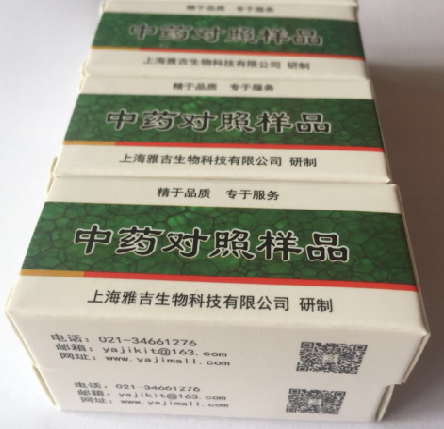 精于品质 专于服务
中药对照样品
上海雅吉生物科技有限公司 研制
精于品质 专于服务
中药对照样品
上海雅吉生物科技有限公司 研制
精于品质 专于服务
中药对照样品
上海雅吉生物科技有限公司 研制
电话：021-34661276
邮箱：yajikit@163.com
网址：www.yajimall.com
电话：021-34661276
邮箱：yajikit@163.com
网址：www.yajimall.com